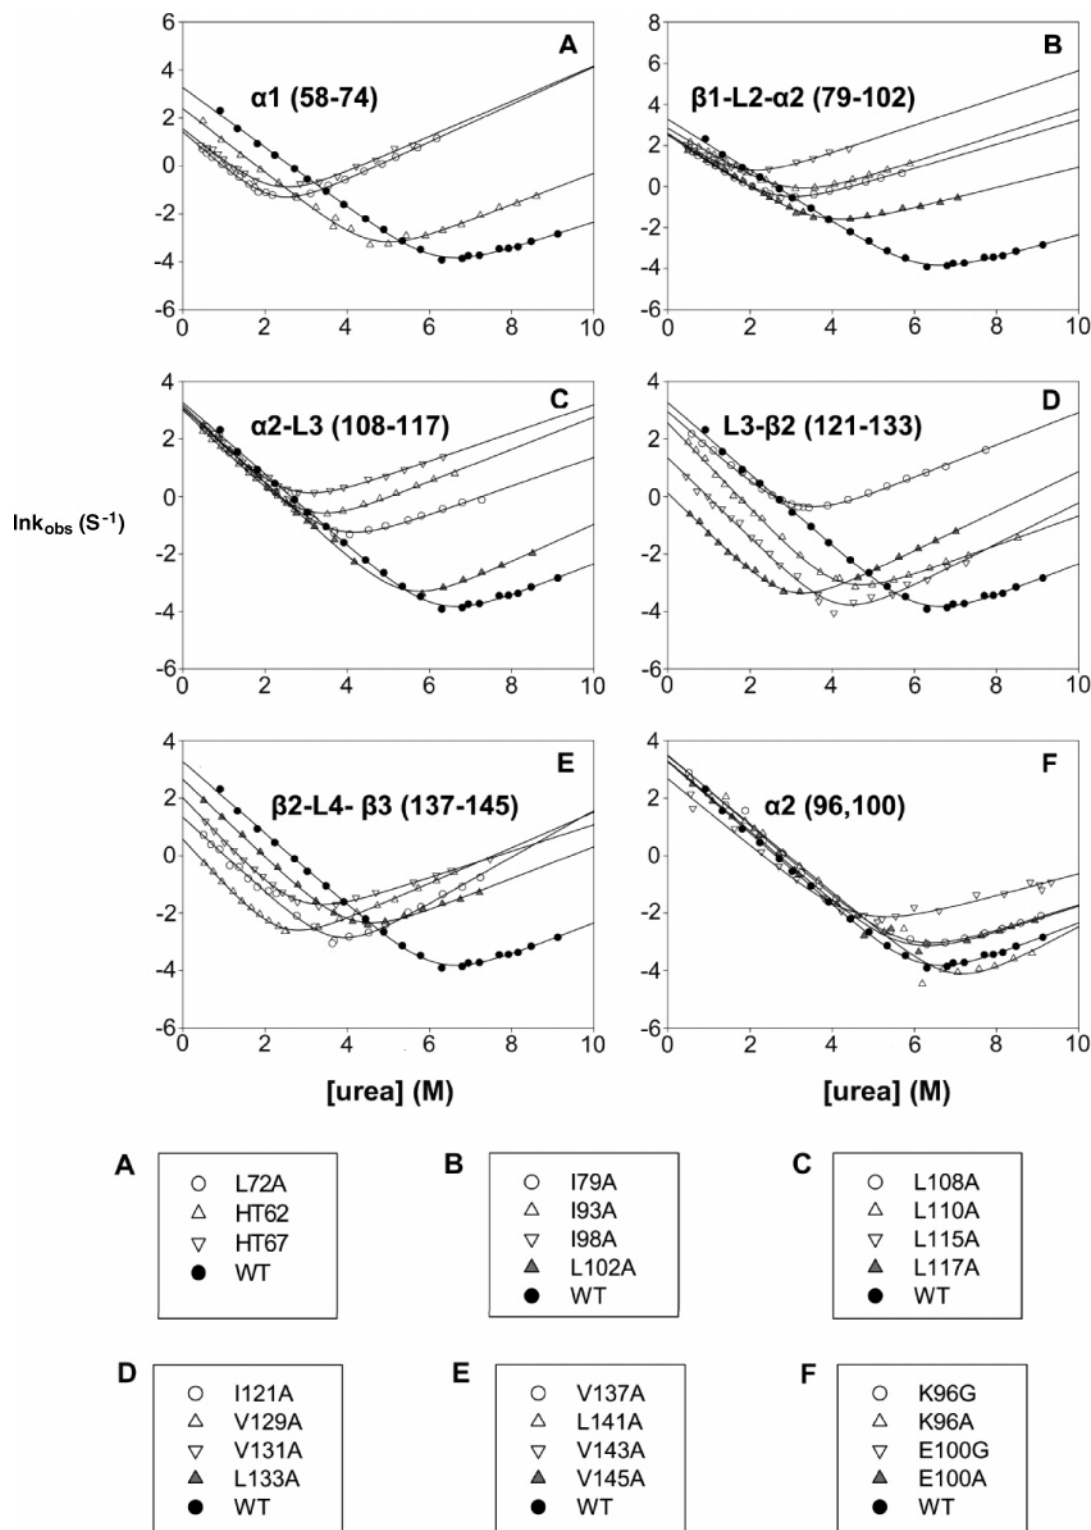 A
α1 (58-74)
6
4
2
0
-2
-4
-6
0 2 4 6 8 10
B
β1-L2-α2 (79-102)
8
6
4
2
0
-2
-4
-6
0 2 4 6 8 10
C
α2-L3 (108-117)
4
2
0
-2
-4
-6
0 2 4 6 8 10
D
L3-β2 (121-133)
4
2
0
-2
-4
-6
0 2 4 6 8 10
lnk_obs (S⁻¹)
E
β2-L4- β3 (137-145)
4
2
0
-2
-4
-6
0 2 4 6 8 10
F
α2 (96,100)
4
2
0
-2
-4
-6
0 2 4 6 8 10
[urea] (M) [urea] (M)
A
L72A
HT62
HT67
WT
B
I79A
I93A
I98A
L102A
WT
C
L108A
L110A
L115A
L117A
WT
D
I121A
V129A
V131A
L133A
WT
E
V137A
L141A
V143A
V145A
WT
F
K96G
K96A
E100G
E100A
WT